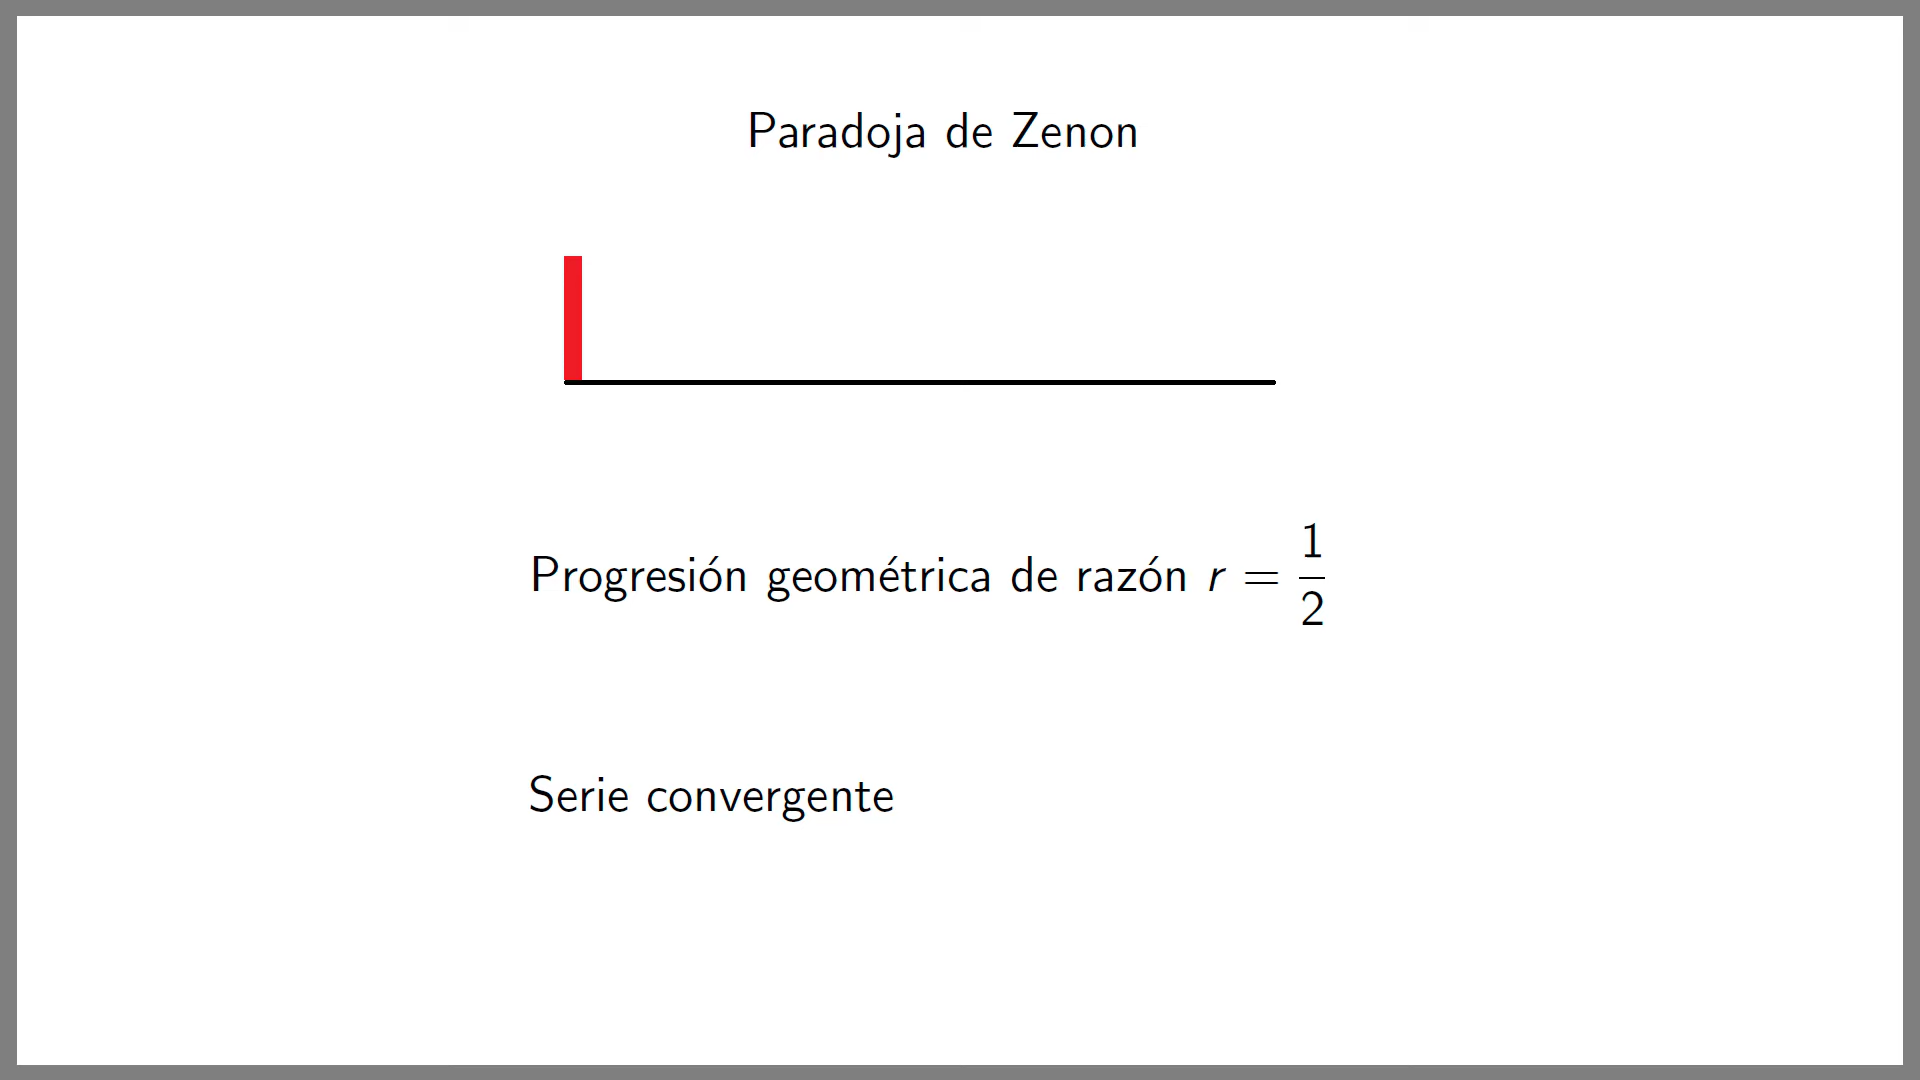 Paradoja de Zenon
Progresión geométrica de razón r = 1/2
Serie convergente